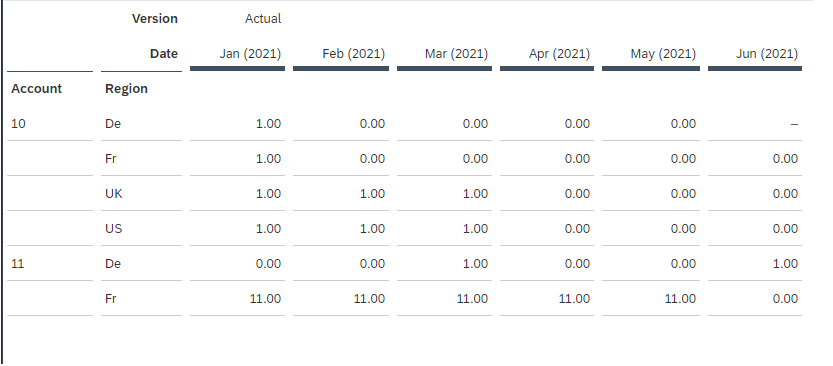 Version Actual
Date Jan (2021) Feb (2021) Mar (2021) Apr (2021) May (2021) Jun (2021)
Account Region
10 De 1.00 0.00 0.00 0.00 0.00 –
Fr 1.00 0.00 0.00 0.00 0.00 0.00
UK 1.00 1.00 1.00 0.00 0.00 0.00
US 1.00 1.00 1.00 0.00 0.00 0.00
11 De 0.00 0.00 1.00 0.00 0.00 1.00
Fr 11.00 11.00 11.00 11.00 11.00 0.00